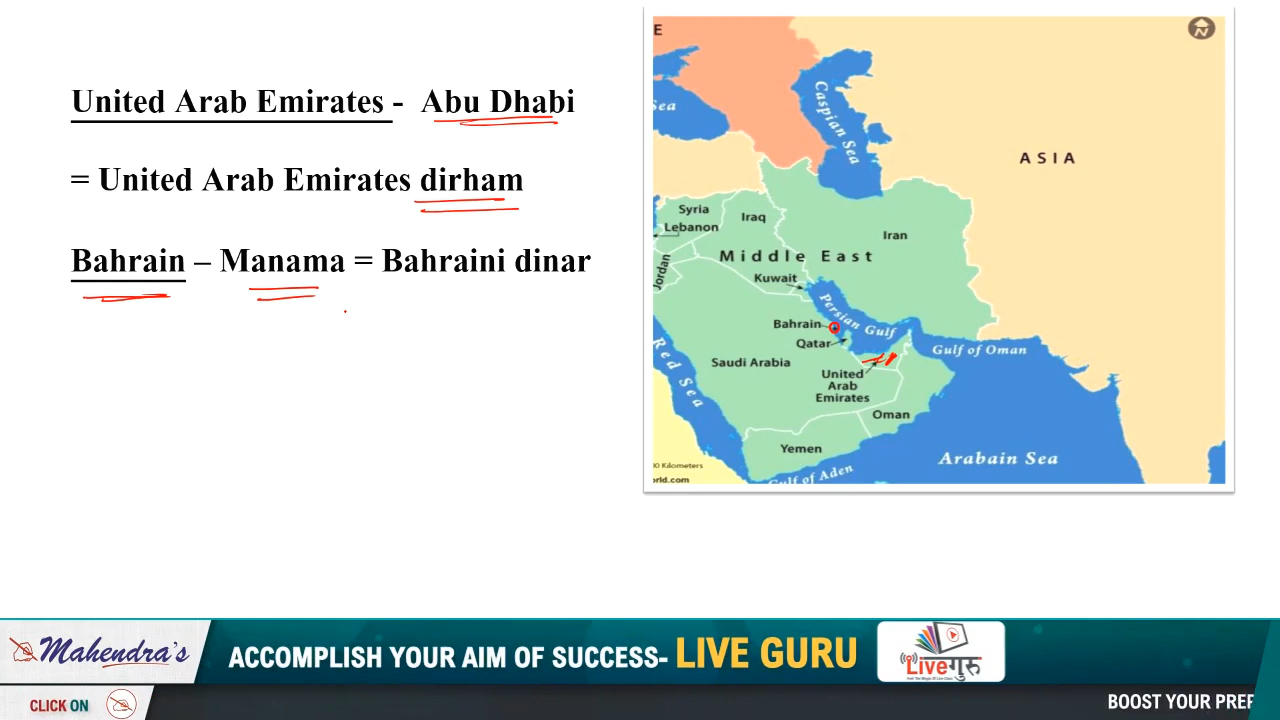 United Arab Emirates - Abu Dhabi
= United Arab Emirates dirham
Bahrain – Manama = Bahraini dinar
E
N
Sea
Caspian Sea
ASIA
Syria
Iraq
Lebanon
Iran
Jordan
Middle East
Kuwait
Persian Gulf
Bahrain
Qatar
Gulf of Oman
Saudi Arabia
Red Sea
United
Arab
Emirates
Oman
Yemen
Arabain Sea
Gulf of Aden
0 Kilometers
orld.com
Mahendra's
ACCOMPLISH YOUR AIM OF SUCCESS- LIVE GURU
Liveगुरु
CLICK ON
BOOST YOUR PREP